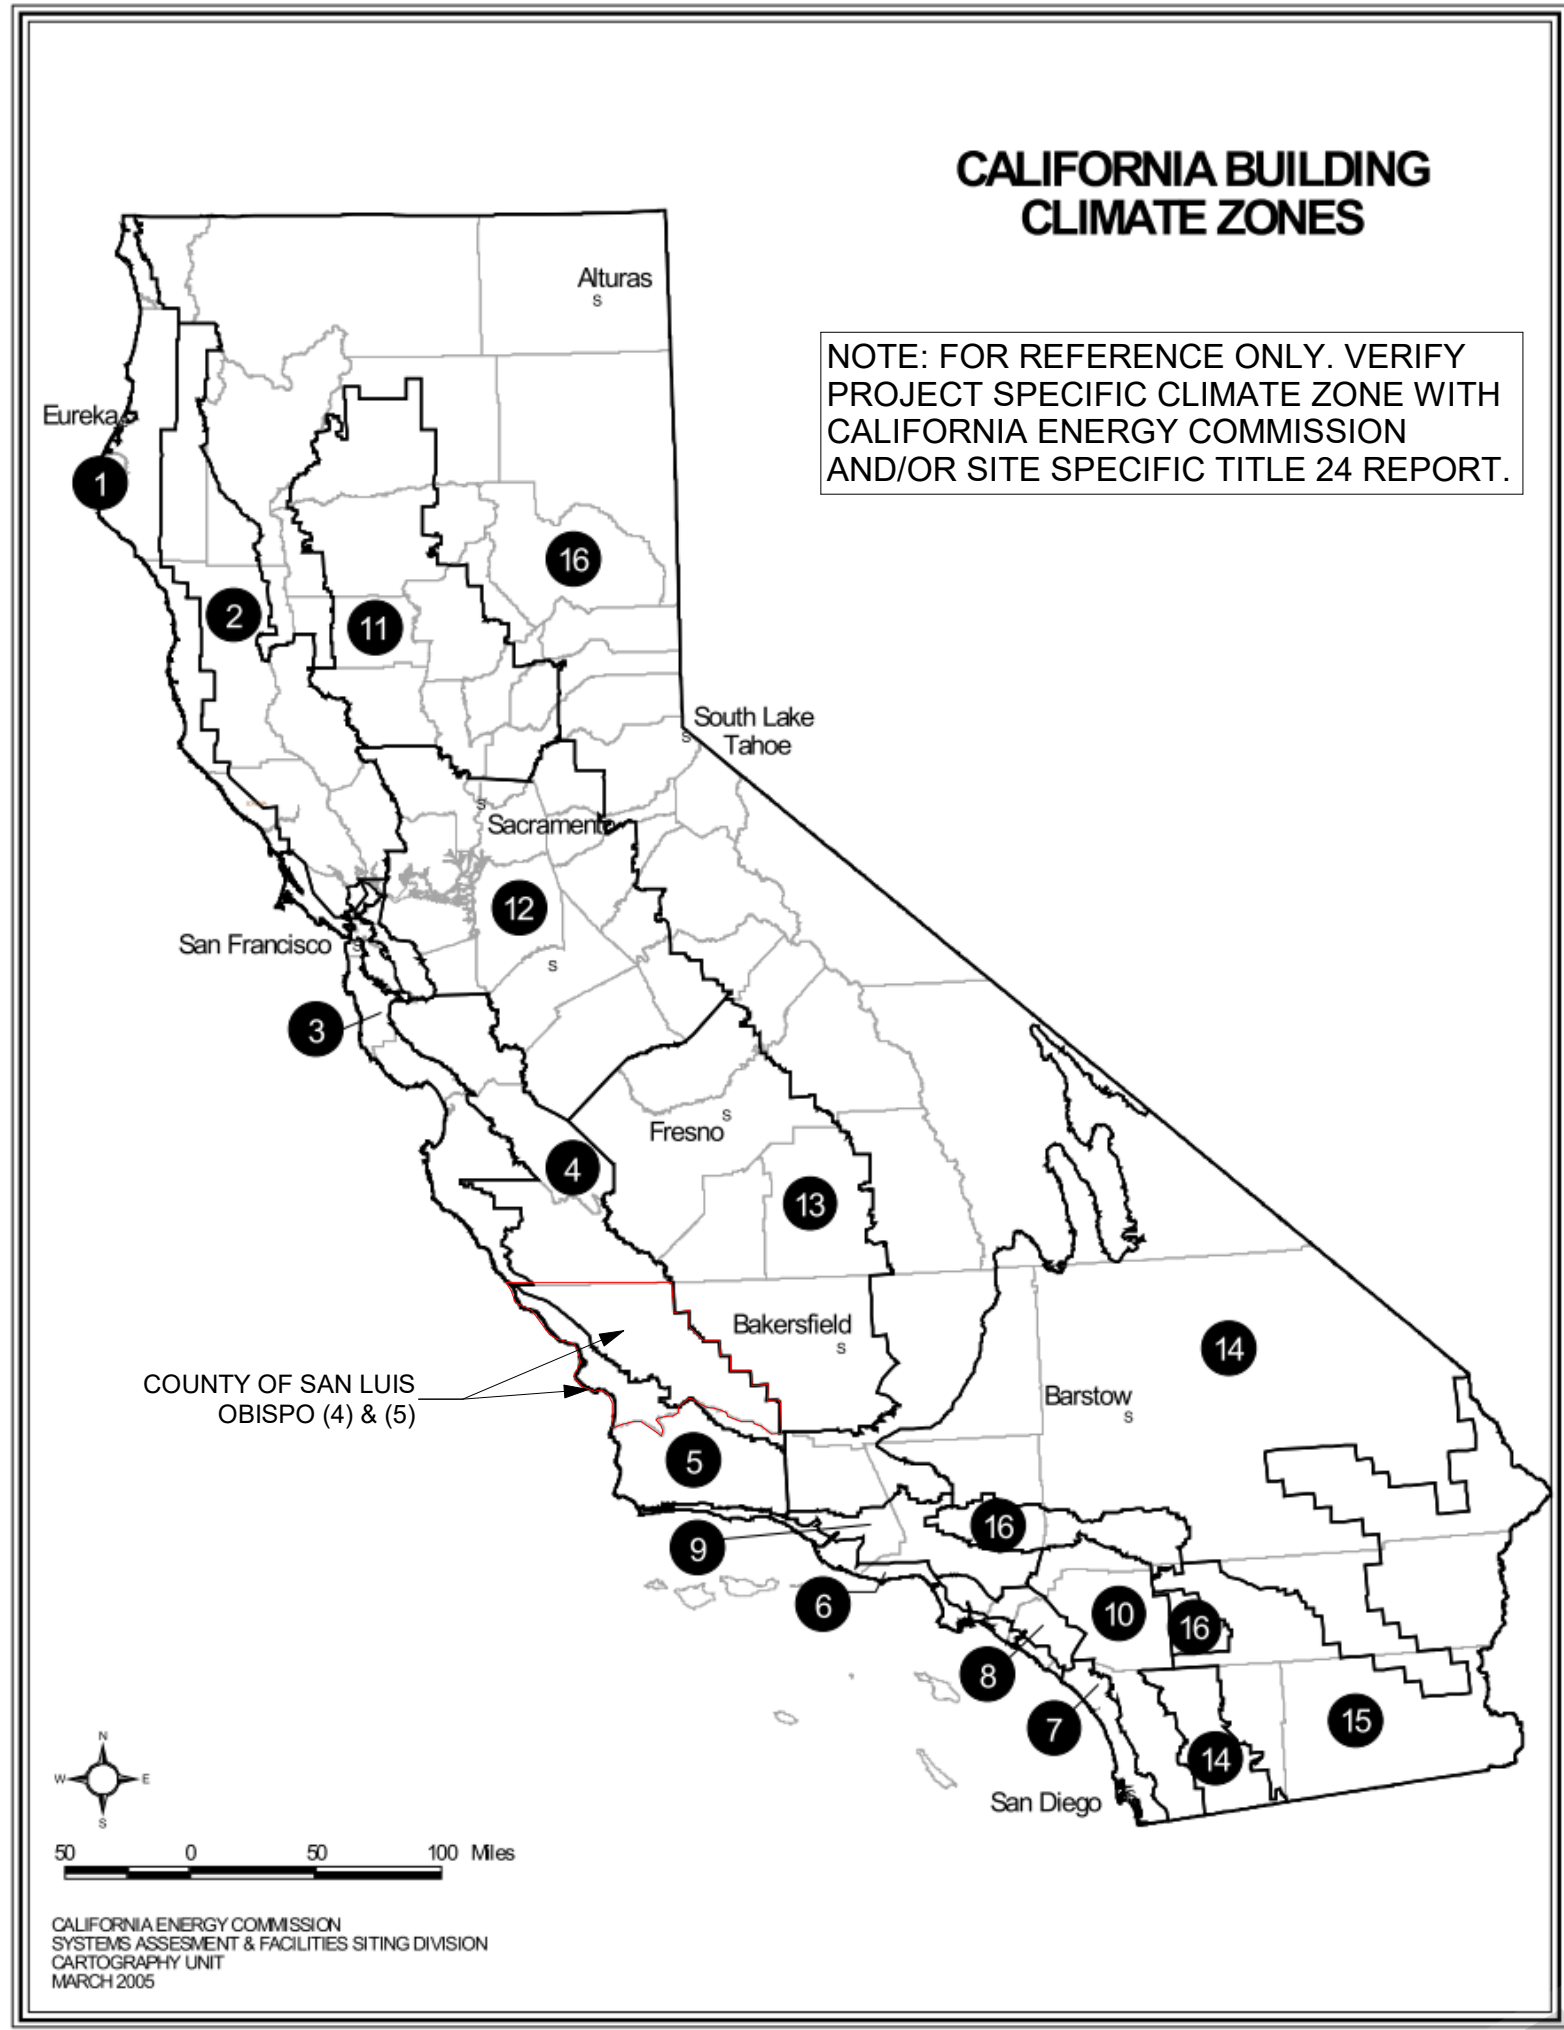 CALIFORNIA BUILDING
CLIMATE ZONES
Alturas
S
NOTE: FOR REFERENCE ONLY. VERIFY
PROJECT SPECIFIC CLIMATE ZONE WITH
CALIFORNIA ENERGY COMMISSION
AND/OR SITE SPECIFIC TITLE 24 REPORT.
Eureka
1
16
2
11
South Lake
Tahoe
S
S
Sacramento
12
San Francisco
S
S
3
S
Fresno
4
13
Bakersfield
S
14
COUNTY OF SAN LUIS
OBISPO (4) & (5)
Barstow
S
5
16
9
6
10
16
8
7
15
14
San Diego
S
N
W
E
S
50
0
50
100 Miles
CALIFORNIA ENERGY COMMISSION
SYSTEMS ASSESMENT & FACILITIES SITING DIVISION
CARTOGRAPHY UNIT
MARCH 2005